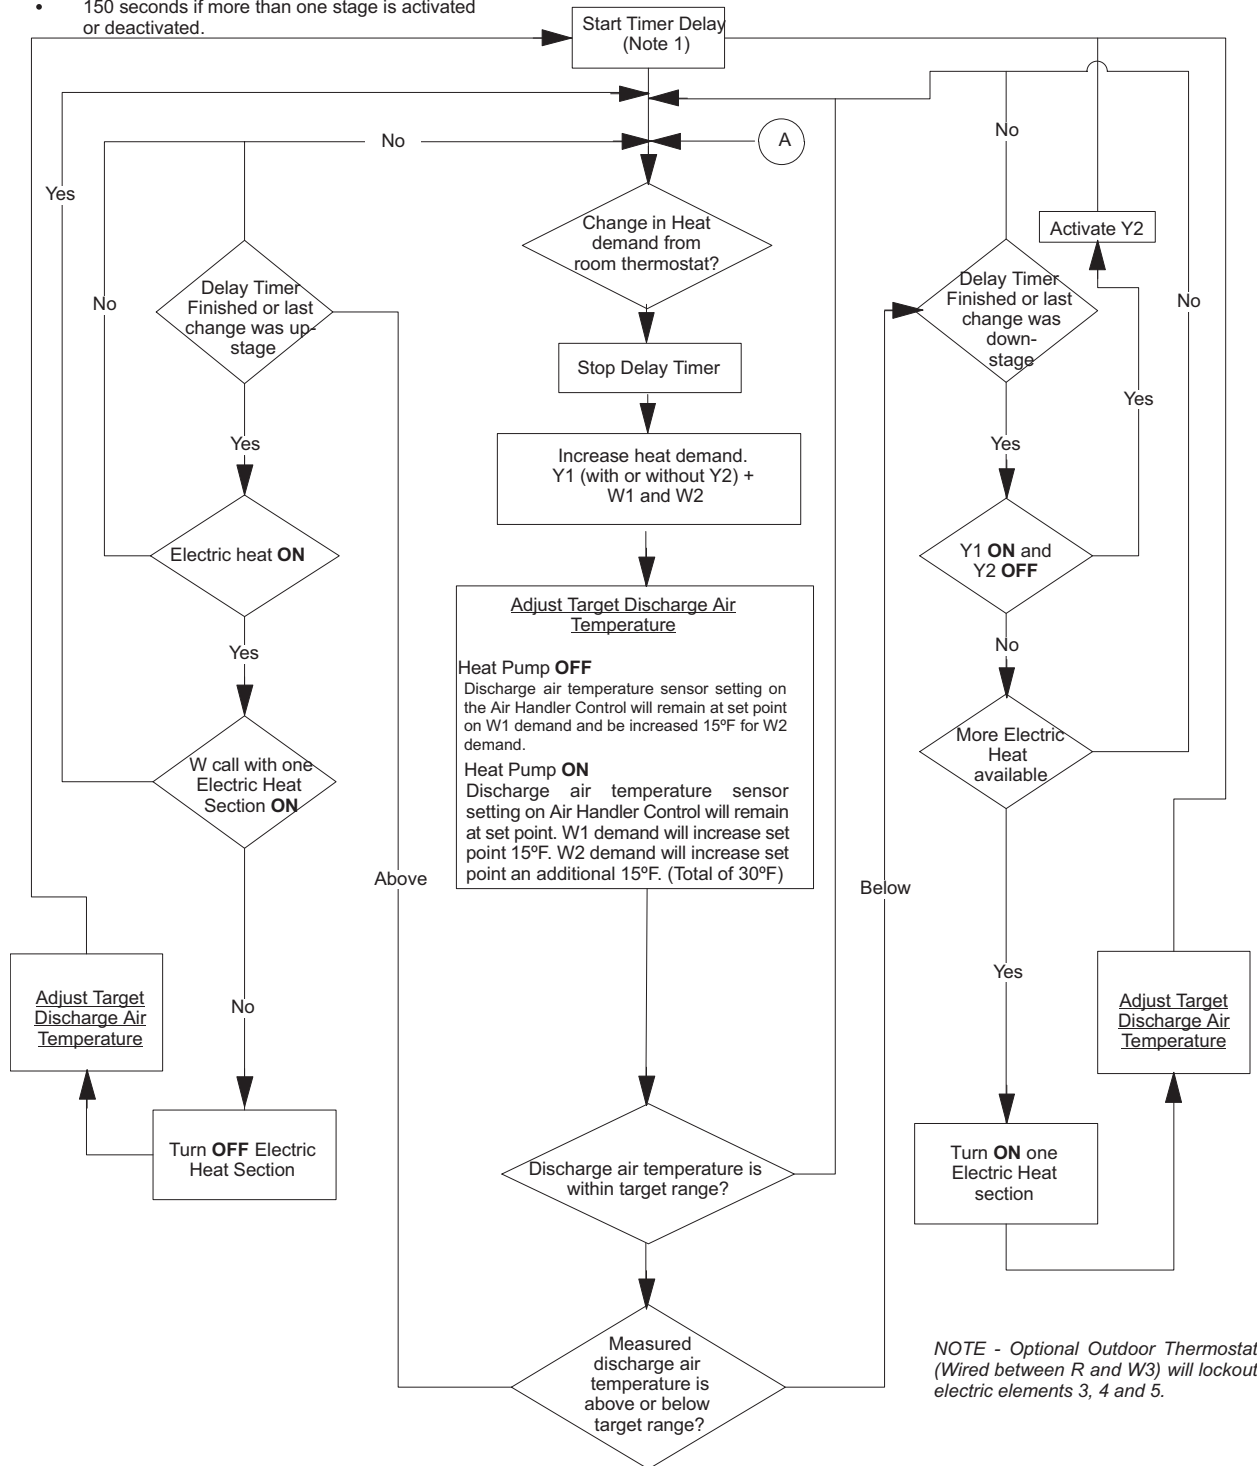 • 150 seconds if more than one stage is activated
or deactivated.
Start Timer Delay
(Note 1)
No
A
No
Yes
Change in Heat
demand from
room thermostat?
Activate Y2
No
No
Delay Timer
Finished or last
change was up-
stage
Delay Timer
Finished or last
change was
down-
stage
Stop Delay Timer
Yes
Yes
Yes
Increase heat demand.
Y1 (with or without Y2) +
W1 and W2
Electric heat ON
Y1 ON and
Y2 OFF
Adjust Target Discharge Air
Temperature
Heat Pump OFF
Discharge air temperature sensor setting on
the Air Handler Control will remain at set point
on W1 demand and be increased 15ºF for W2
demand.
Heat Pump ON
Discharge air temperature sensor
setting on Air Handler Control will remain
at set point. W1 demand will increase set
point 15ºF. W2 demand will increase set
point an additional 15ºF. (Total of 30ºF)
Yes
No
W call with one
Electric Heat
Section ON
More Electric
Heat
available
Above
Below
No
Yes
Adjust Target
Discharge Air
Temperature
Adjust Target
Discharge Air
Temperature
Turn OFF Electric
Heat Section
Turn ON one
Electric Heat
section
Discharge air temperature is
within target range?
Measured
discharge air
temperature is
above or below
target range?
NOTE - Optional Outdoor Thermostat
(Wired between R and W3) will lockout
electric elements 3, 4 and 5.